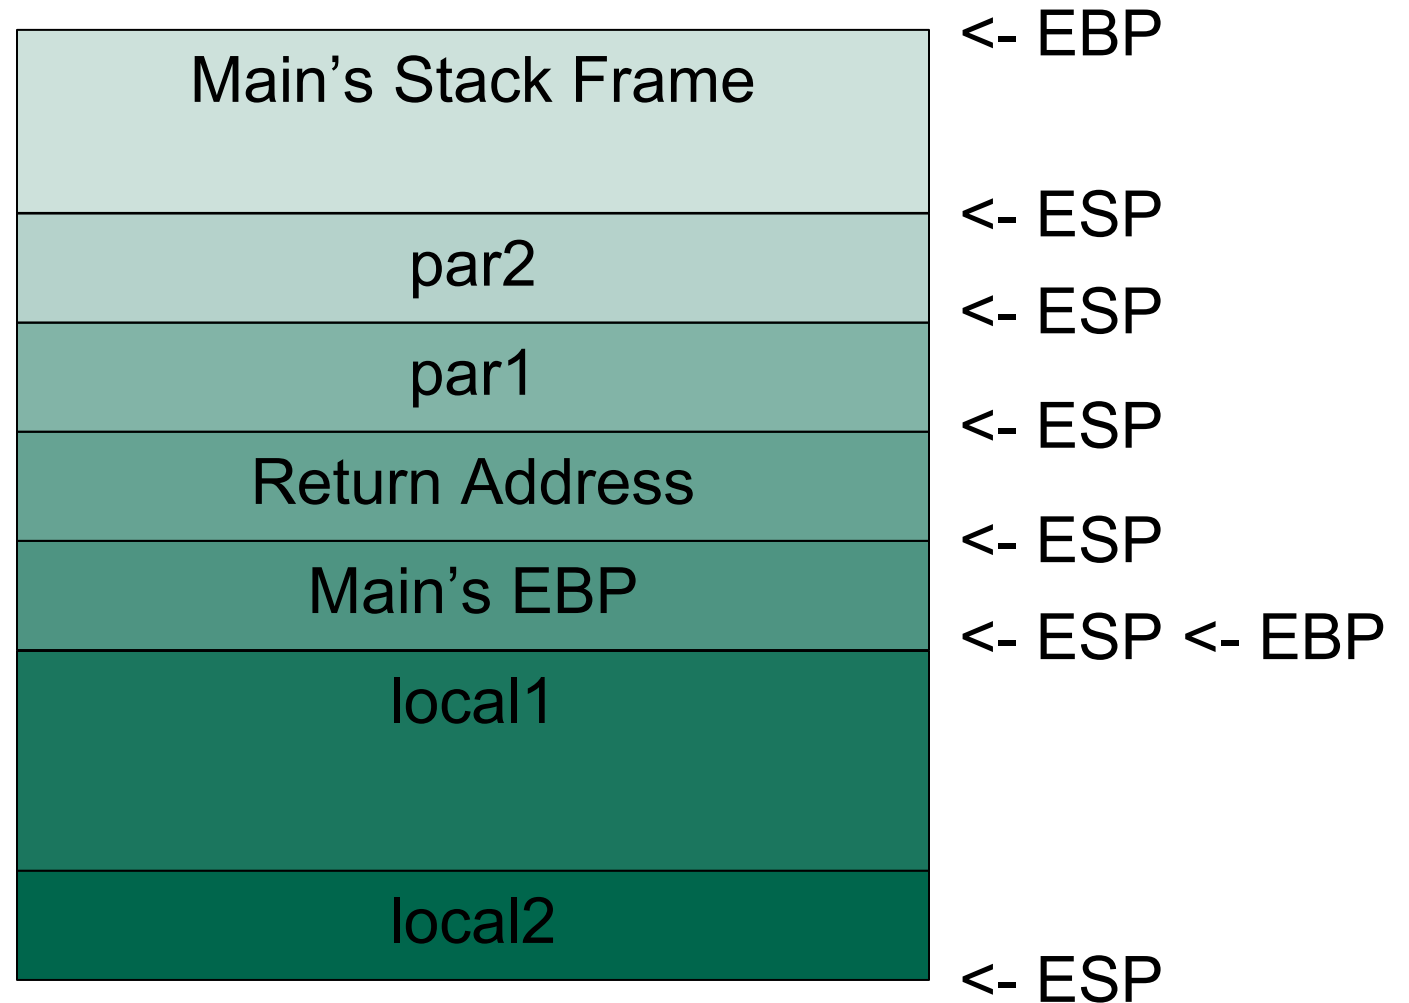 <- EBP
Main’s Stack Frame
<- ESP
par2
<- ESP
par1
<- ESP
Return Address
<- ESP
Main’s EBP
<- ESP <- EBP
local1
local2
<- ESP